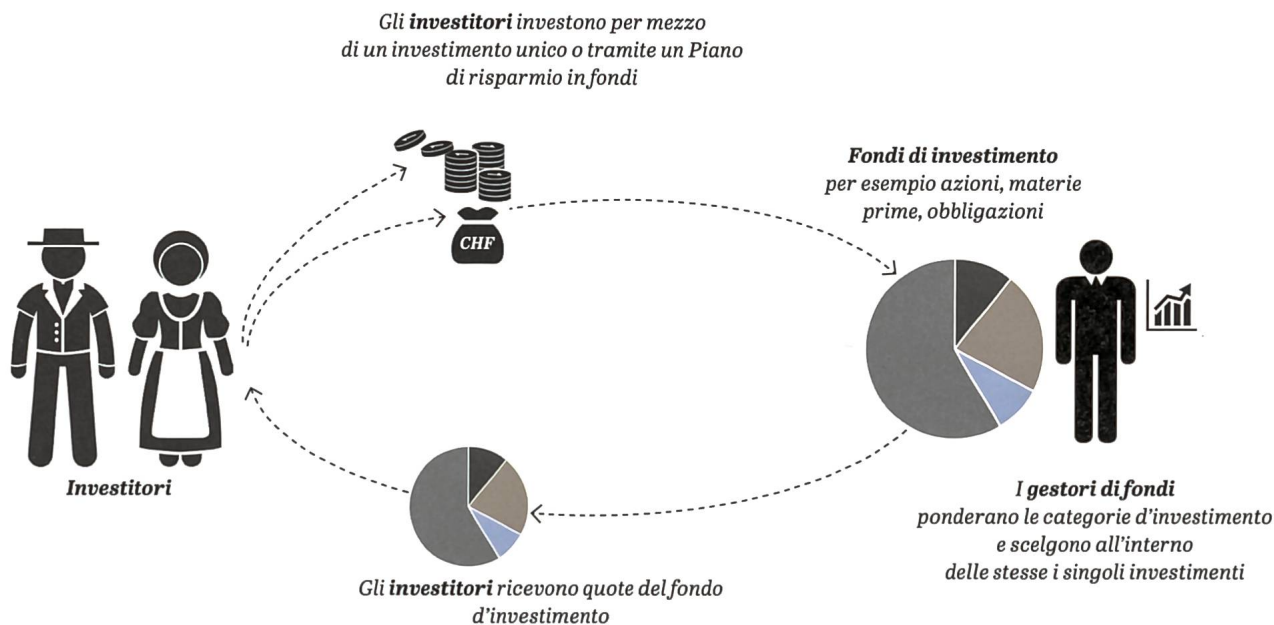 Gli investitori investono per mezzo
di un investimento unico o tramite un Piano
di risparmio in fondi
Fondi di investimento
per esempio azioni, materie
prime, obbligazioni
CHF
Investitori
I gestori di fondi
ponderano le categorie d'investimento
e scelgono all'interno
delle stesse i singoli investimenti
Gli investitori ricevono quote del fondo
d'investimento